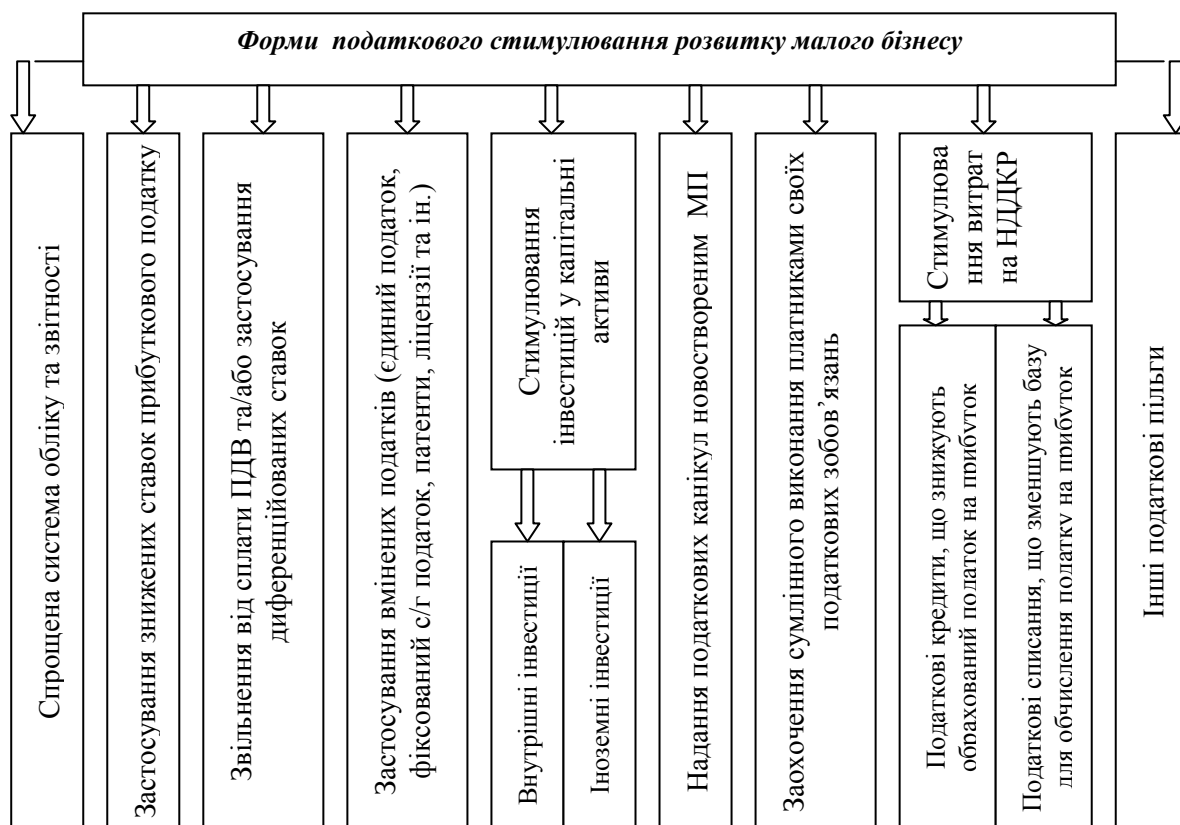 Форми податкового стимулювання розвитку малого бізнесу
Спрощена система обліку та звітності
Застосування знижених ставок прибуткового податку
Звільнення від сплати ПДВ та/або застосування
диференційованих ставок
Застосування вмінених податків (єдиний податок,
фіксований с/г податок, патенти, ліцензії та ін.)
Стимулювання
інвестицій у капітальні
активи
Внутрішні інвестиції
Іноземні інвестиції
Надання податкових канікул новоствореним МП
Заохочення сумлінного виконання платниками своїх
податкових зобов’язань
Стимулюва
ння витрат
на НДДКР
Податкові кредити, що знижують
обрахований податок на прибуток
Податкові списання, що зменшують базу
для обчислення податку на прибуток
Інші податкові пільги